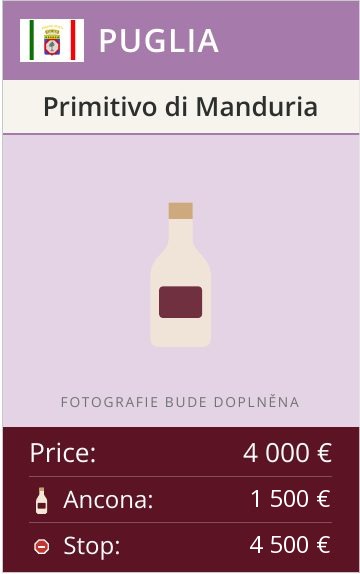 PUGLIA
Primitivo di Manduria
FOTOGRAFIE BUDE DOPLNĚNA
Price: 4 000 €
Ancona: 1 500 €
Stop: 4 500 €